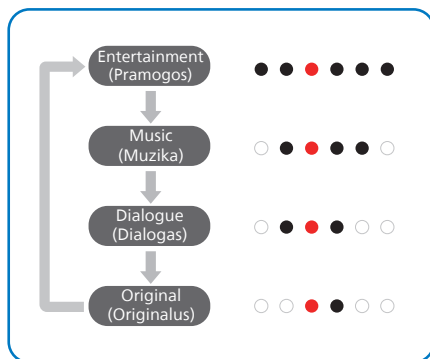 Entertainment
(Pramogos)
Music
(Muzika)
Dialogue
(Dialogas)
Original
(Originalus)